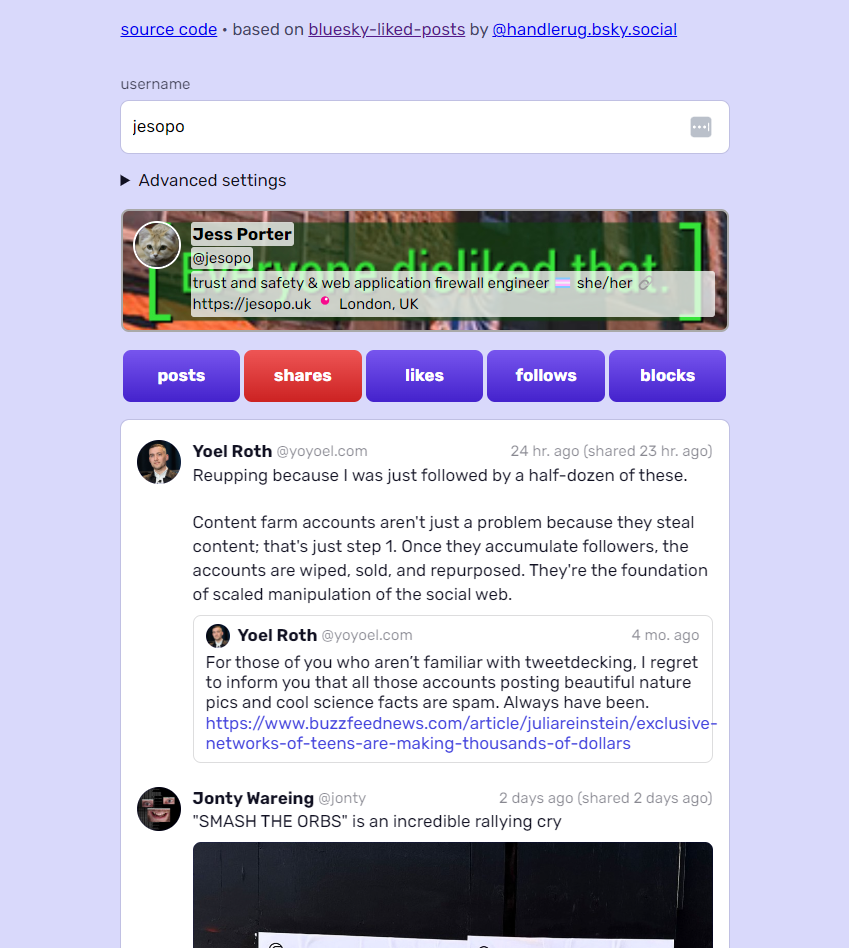 source code • based on bluesky-liked-posts by @handlerug.bsky.social
username
jesopo
Advanced settings
[Everyone disliked that.]
Jess Porter
@jesopo
trust and safety & web application firewall engineer 🏳️‍⚧️ she/her 🔗
https://jesopo.uk 📍 London, UK
posts
shares
likes
follows
blocks
Yoel Roth @yoyoel.com 24 hr. ago (shared 23 hr. ago)
Reupping because I was just followed by a half-dozen of these.
Content farm accounts aren't just a problem because they steal
content; that's just step 1. Once they accumulate followers, the
accounts are wiped, sold, and repurposed. They're the foundation
of scaled manipulation of the social web.
Yoel Roth @yoyoel.com 4 mo. ago
For those of you who aren’t familiar with tweetdecking, I regret
to inform you that all those accounts posting beautiful nature
pics and cool science facts are spam. Always have been.
https://www.buzzfeednews.com/article/juliareinstein/exclusive-
networks-of-teens-are-making-thousands-of-dollars
Jonty Wareing @jonty 2 days ago (shared 2 days ago)
"SMASH THE ORBS" is an incredible rallying cry